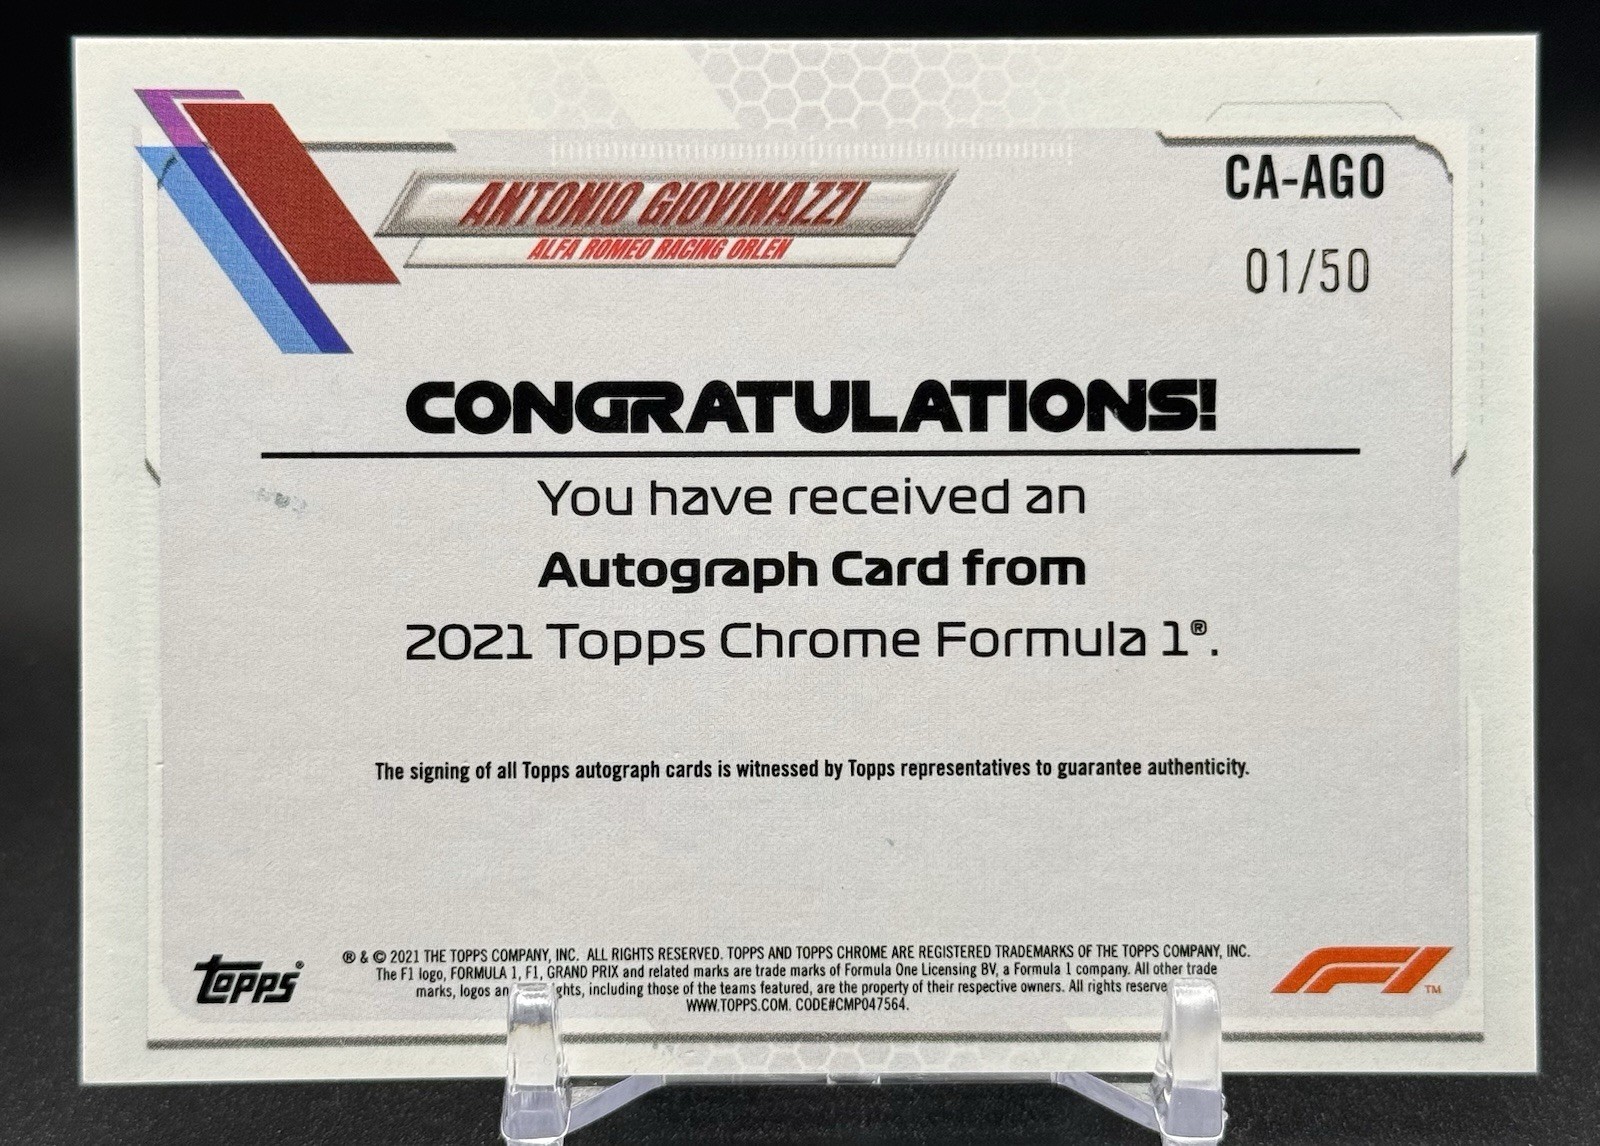 ANTONIO GIOVINAZZI
ALFA ROMEO RACING ORLEN
CA-AGO
01/50
CONGRATULATIONS!
You have received an
Autograph Card from
2021 Topps Chrome Formula 1®.
The signing of all Topps autograph cards is witnessed by Topps representatives to guarantee authenticity.
topps®
® & © 2021 THE TOPPS COMPANY, INC. ALL RIGHTS RESERVED. TOPPS AND TOPPS CHROME ARE REGISTERED TRADEMARKS OF THE TOPPS COMPANY, INC.
The F1 logo, FORMULA 1, F1, GRAND PRIX and related marks are trade marks of Formula One Licensing BV, a Formula 1 company. All other trade
marks, logos including those of the teams featured, are the property of their respective owners. All rights
WWW.TOPPS.COM. CODE#CMP047564.
F1™